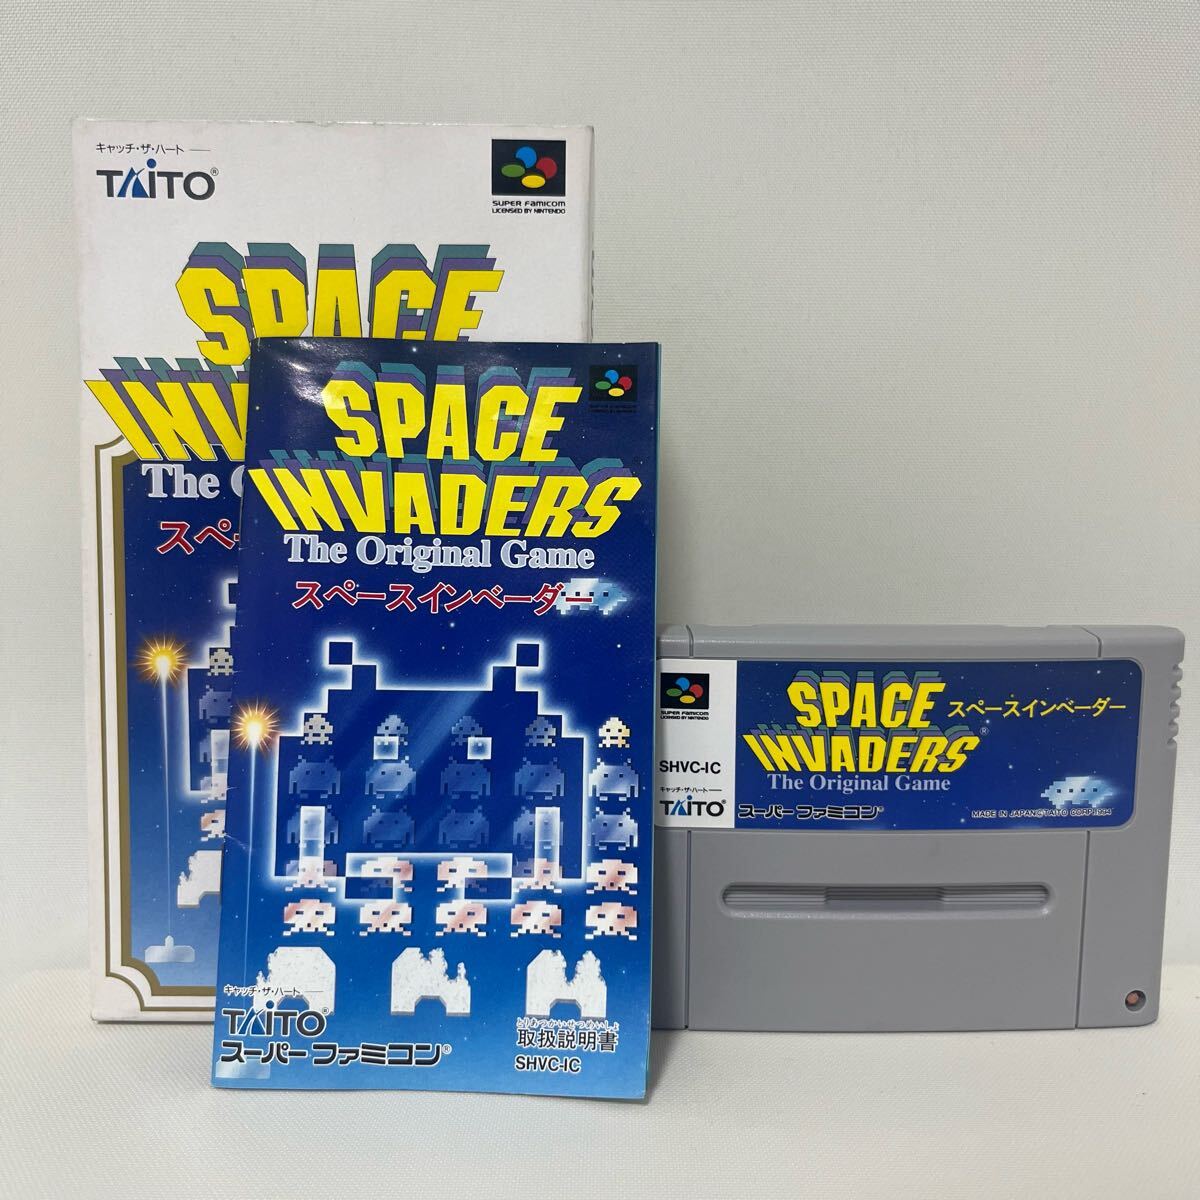 キャッチ・ザ・ハート
TAITO®
SUPER FAMICOM
LICENSED BY NINTENDO
SPACE
INV
The
スペ
SPACE
INVADERS
The Original Game
スペースインベーダー
キャッチ・ザ・ハート
TAITO®
スーパーファミコン®
とりあつかいせつめいしょ
取扱説明書
SHVC-IC
SUPER FAMICOM
LICENSED BY NINTENDO
SHVC-IC
キャッチ・ザ・ハート
TAITO®
SPACE
INVADERS®
The Original Game
スペースインベーダー
スーパーファミコン®
MADE IN JAPAN©TAITO CORP.1994